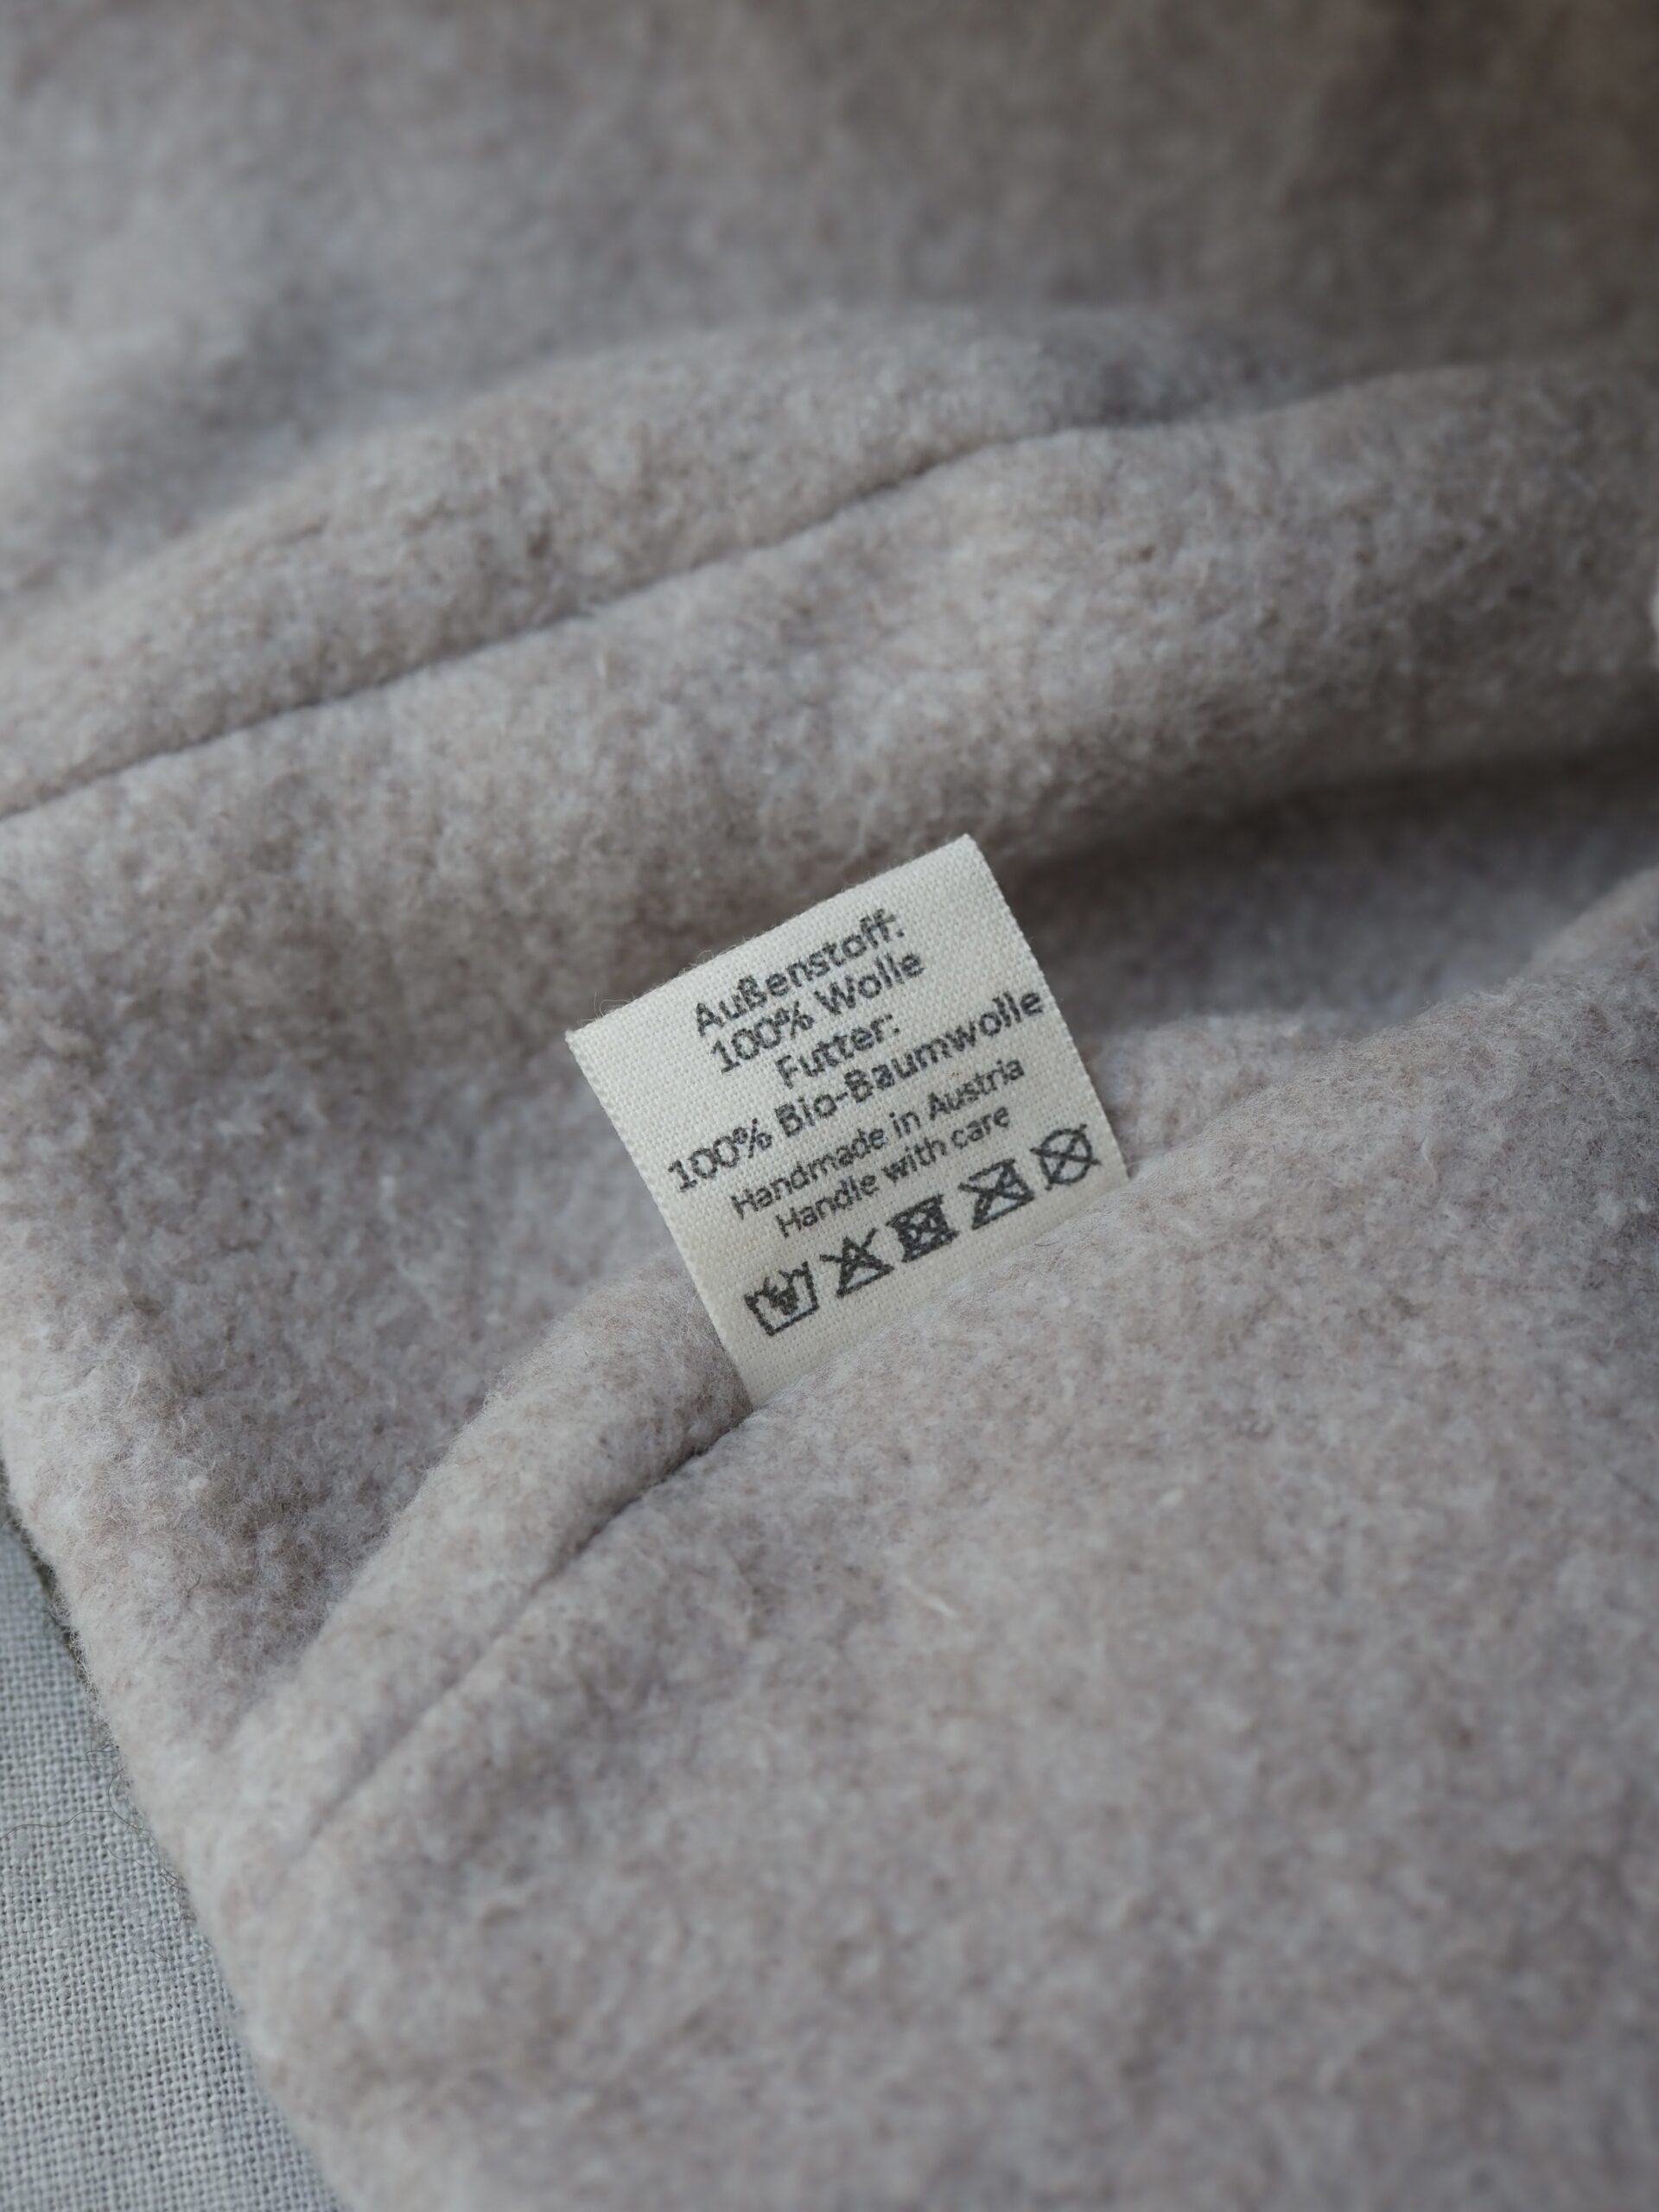 Außenstoff:
100% Wolle
Futter:
100% Bio-Baumwolle
Handmade in Austria
Handle with care